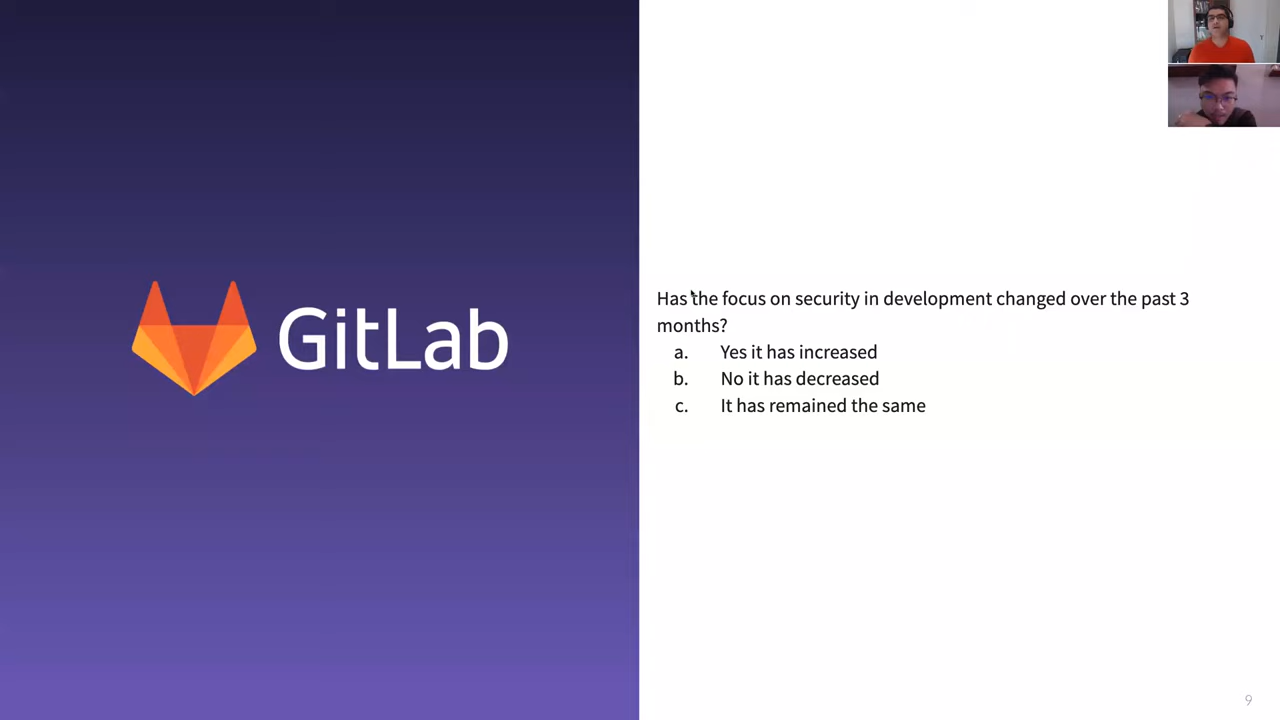 GitLab
Has the focus on security in development changed over the past 3
months?
a. Yes it has increased
b. No it has decreased
c. It has remained the same
9